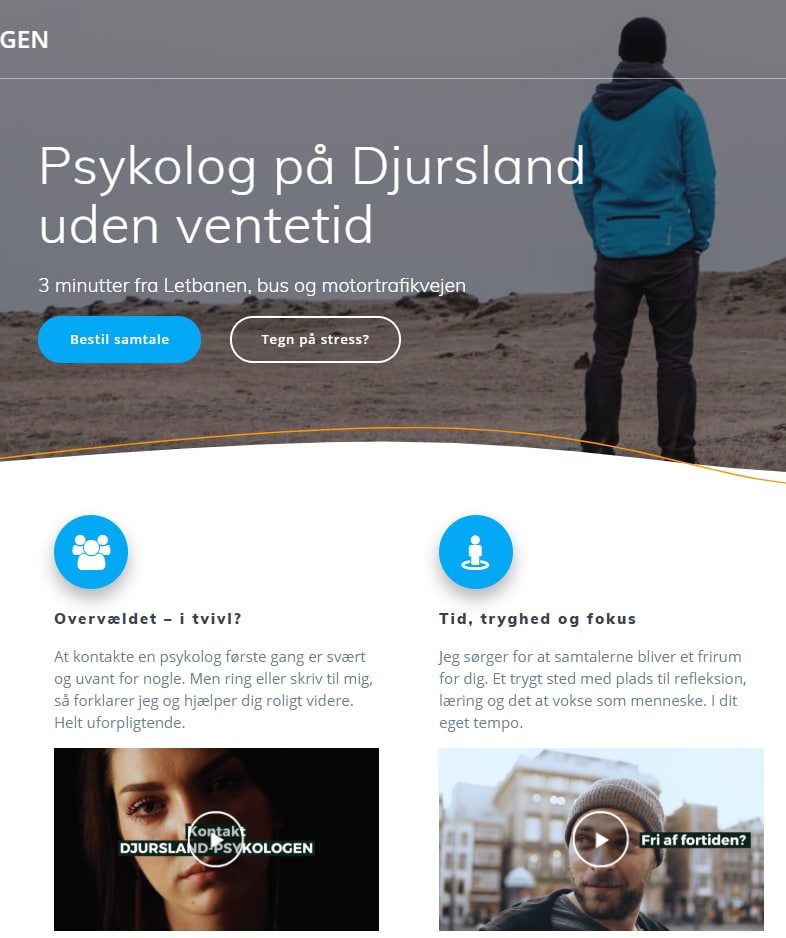 GEN
Psykolog på Djursland
uden ventetid
3 minutter fra Letbanen, bus og motortrafikvejen
Bestil samtale
Tegn på stress?
Overvældet – i tvivl?
At kontakte en psykolog første gang er svært
og uvant for nogle. Men ring eller skriv til mig,
så forklarer jeg og hjælper dig roligt videre.
Helt uforpligtende.
Tid, tryghed og fokus
Jeg sørger for at samtalerne bliver et frirum
for dig. Et trygt sted med plads til refleksion,
læring og det at vokse som menneske. I dit
eget tempo.
Kontakt
DJURSLAND-PSYKOLOGEN
Fri af fortiden?